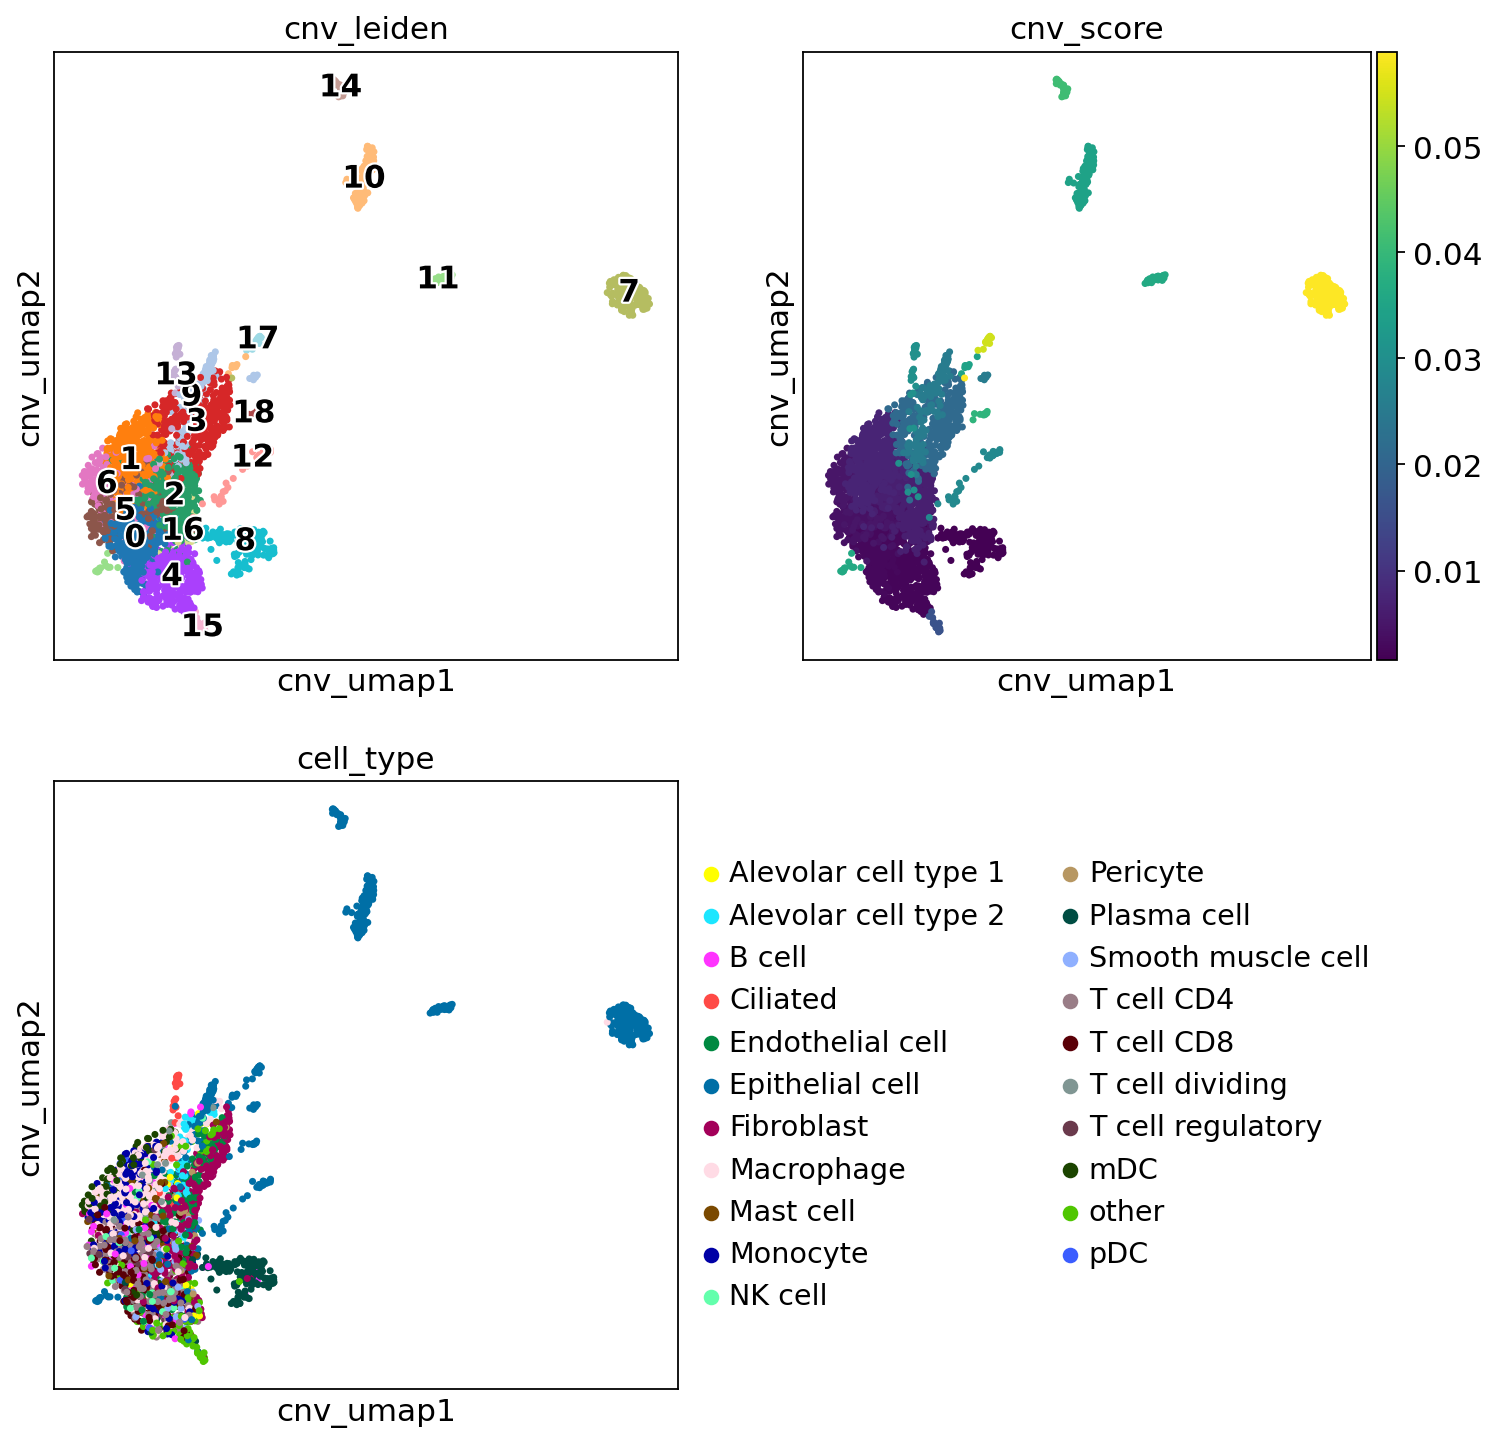 cnv_leiden
cnv_score
14
10
11
7
17
13
9
3
18
12
1
6
2
5
0
16
8
4
15
cnv_umap2
cnv_umap1
cnv_umap2
cnv_umap1
0.05
0.04
0.03
0.02
0.01
cell_type
cnv_umap2
cnv_umap1
Alevolar cell type 1
Alevolar cell type 2
B cell
Ciliated
Endothelial cell
Epithelial cell
Fibroblast
Macrophage
Mast cell
Monocyte
NK cell
Pericyte
Plasma cell
Smooth muscle cell
T cell CD4
T cell CD8
T cell dividing
T cell regulatory
mDC
other
pDC